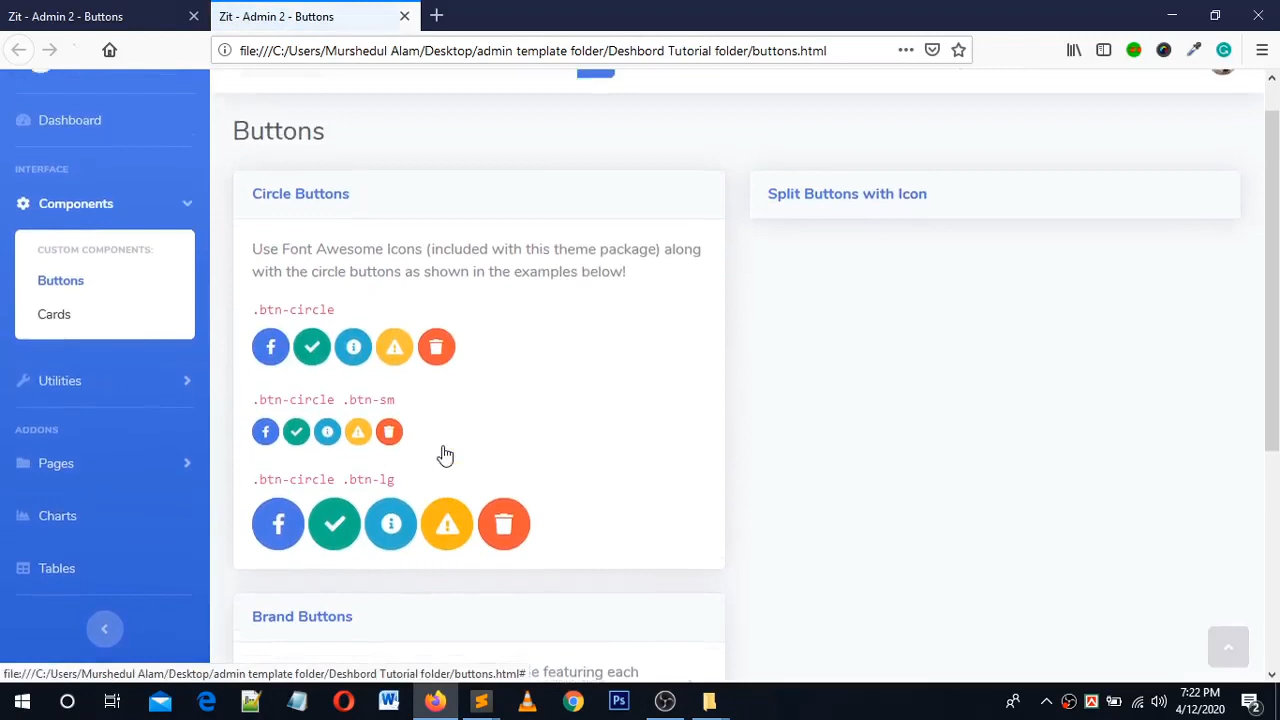 Zit - Admin 2 - Buttons
Zit - Admin 2 - Buttons
file:///C:/Users/Murshedul Alam/Desktop/admin template folder/Deshbord Tutorial folder/buttons.html
Dashboard
INTERFACE
Components
CUSTOM COMPONENTS:
Buttons
Cards
Utilities
ADDONS
Pages
Charts
Tables
Buttons
Circle Buttons
Use Font Awesome Icons (included with this theme package) along
with the circle buttons as shown in the examples below!
.btn-circle
.btn-circle .btn-sm
.btn-circle .btn-lg
Brand Buttons
featuring each
Split Buttons with Icon
file:///C:/Users/Murshedul Alam/Desktop/admin template folder/Deshbord Tutorial folder/buttons.html#
7:22 PM
4/12/2020
2